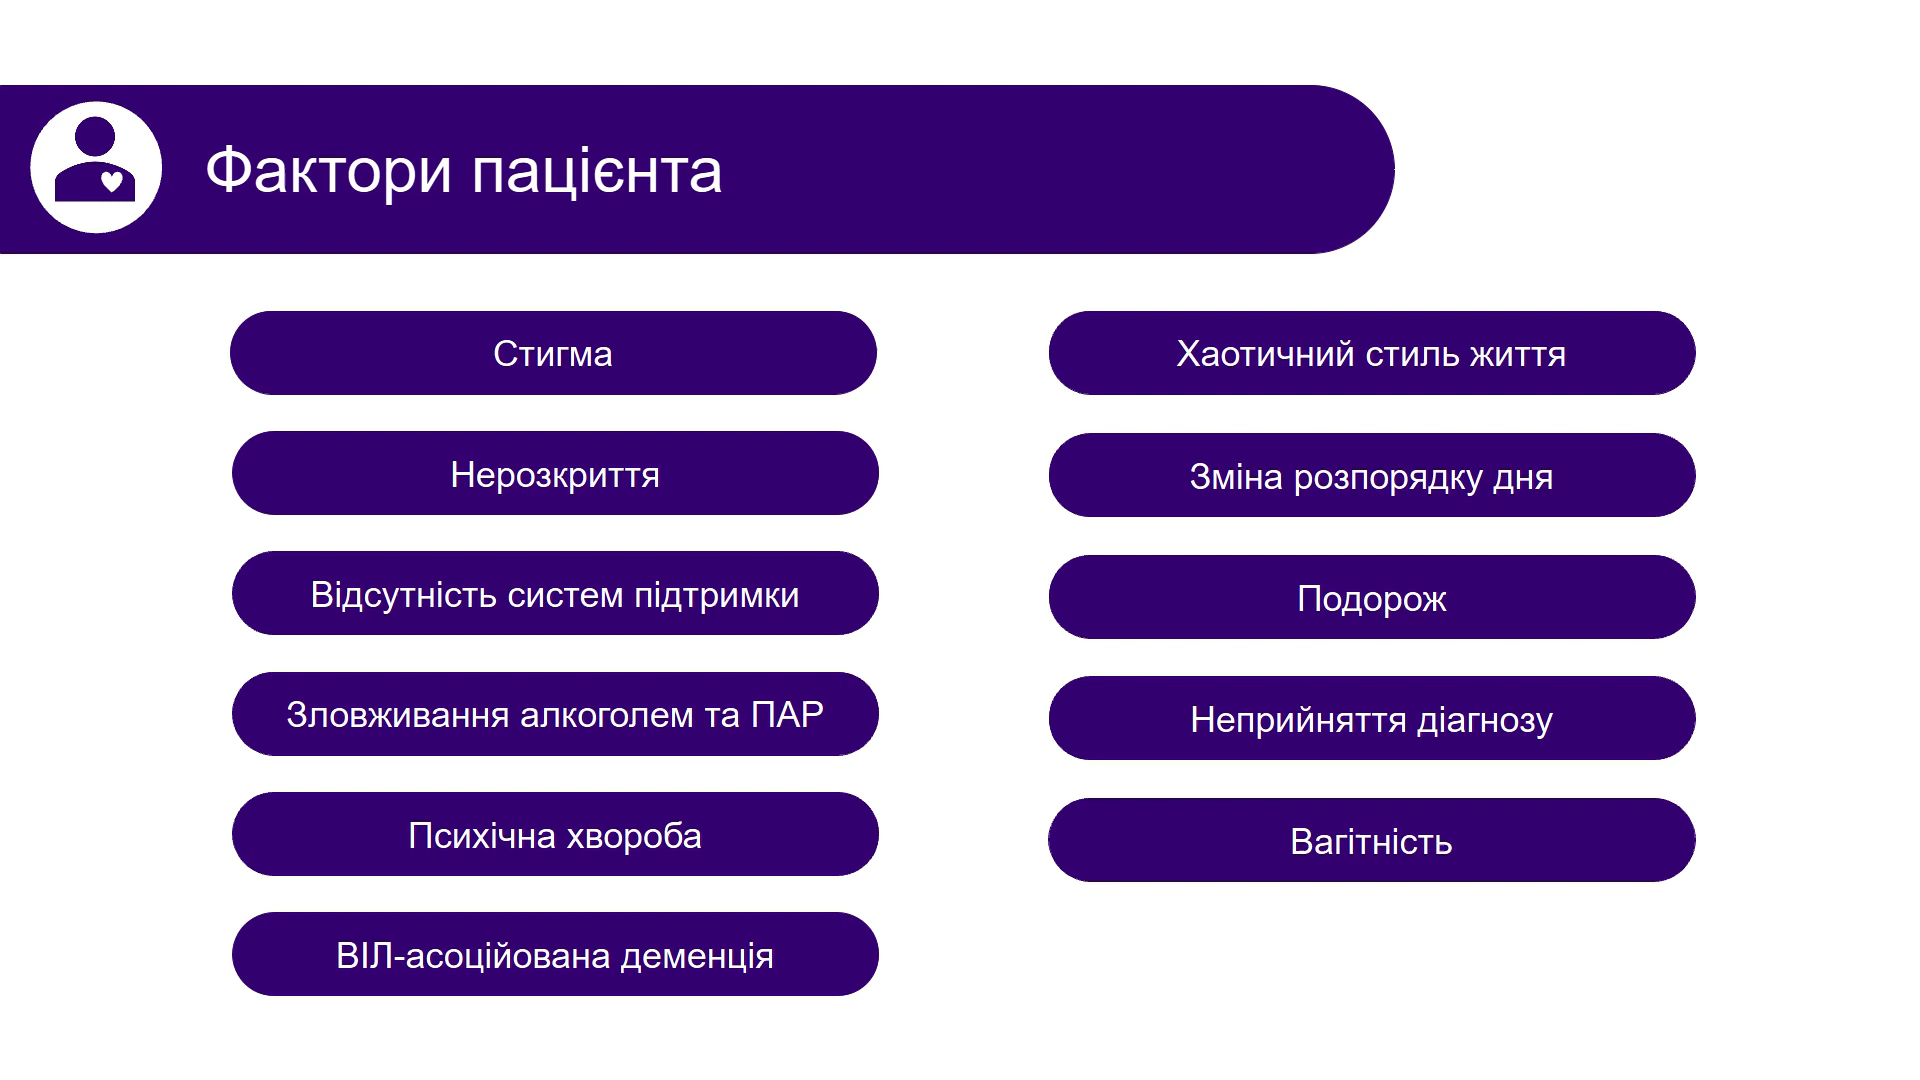 Фактори пацієнта
Стигма
Нерозкриття
Відсутність систем підтримки
Зловживання алкоголем та ПАР
Психічна хвороба
ВІЛ-асоційована деменція
Хаотичний стиль життя
Зміна розпорядку дня
Подорож
Неприйняття діагнозу
Вагітність